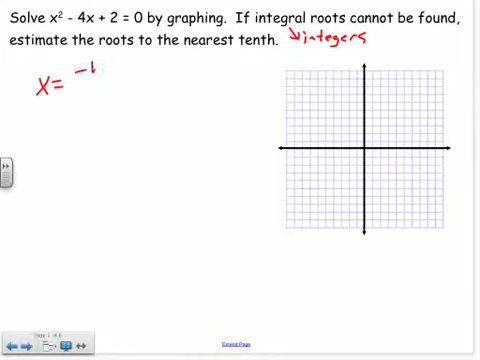 Solve x² - 4x + 2 = 0 by graphing. If integral roots cannot be found,
estimate the roots to the nearest tenth. ↘integers
x=
Extend Page